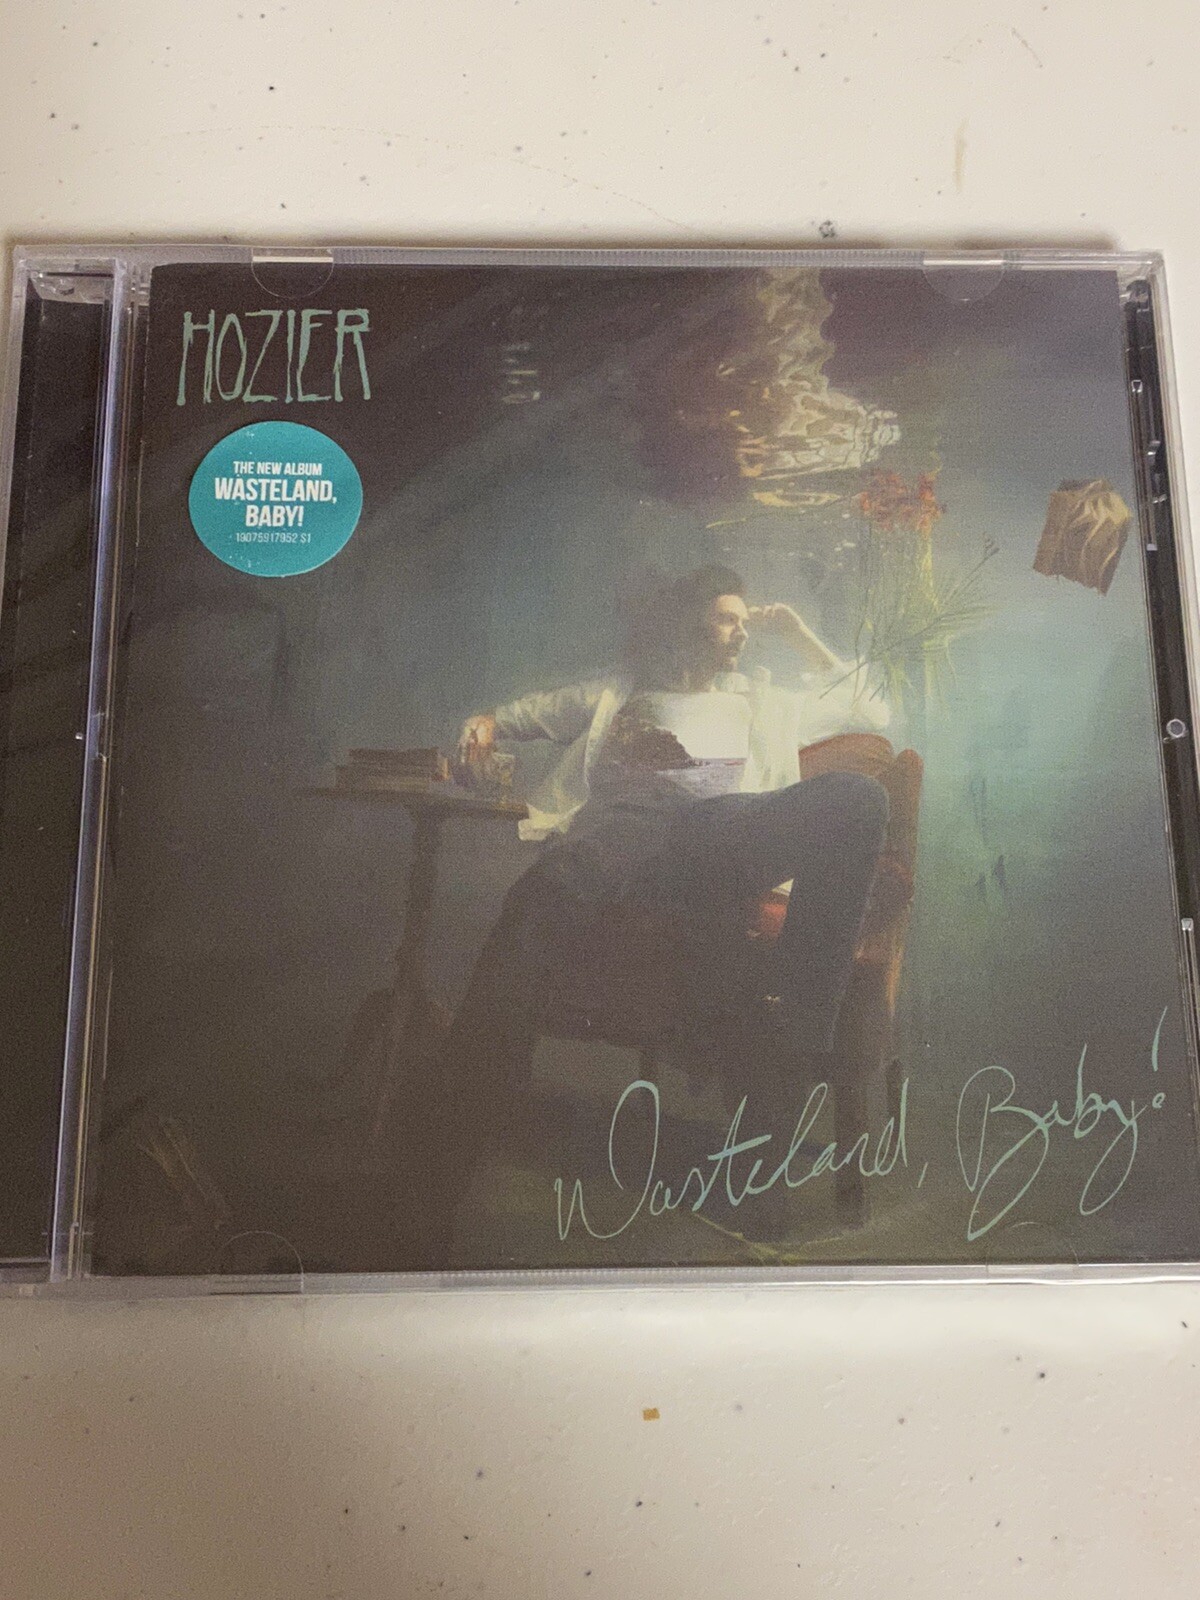 HOZIER
THE NEW ALBUM
WASTELAND,
BABY!
19075917952 S1
Wasteland, Baby!